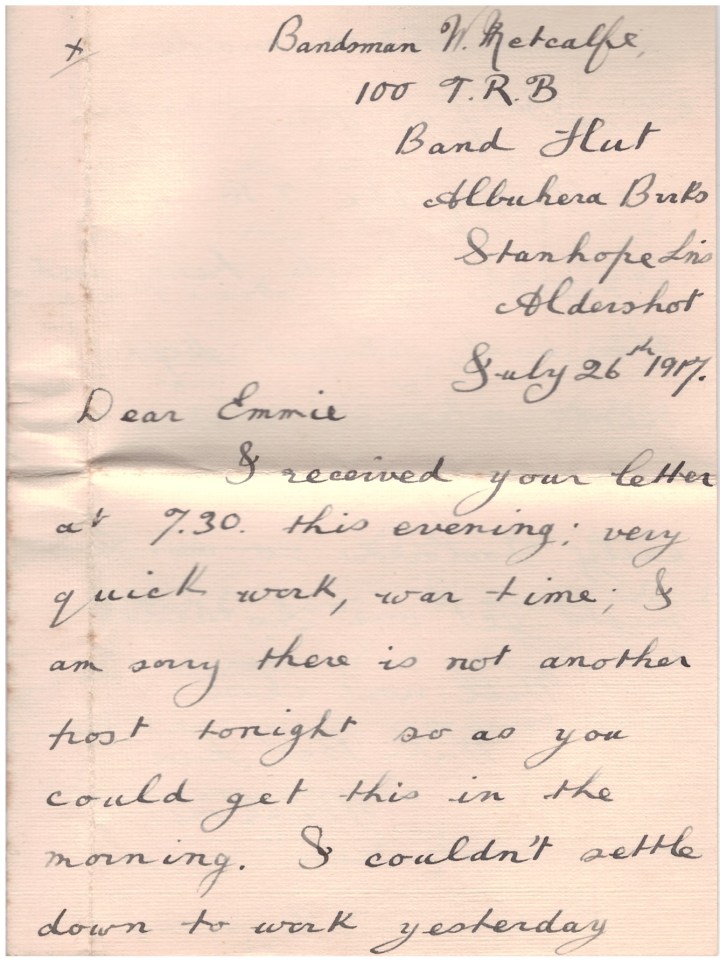 x
Bandsman W. Metcalfe,
100 T.R.B
Band Hut
Albuhera Brrks
Stanhope Lns
Aldershot
July 26th 1917.
Dear Emmie
I received your letter
at 7.30. this evening; very
quick work, war time; I
am sorry there is not another
post tonight so as you
could get this in the
morning. I couldn't settle
down to work yesterday